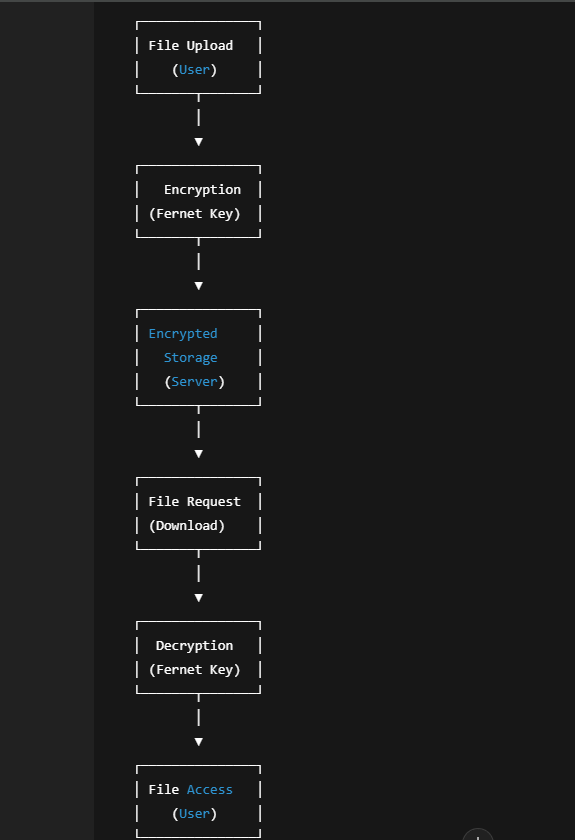 File Upload
(User)
Encryption
(Fernet Key)
Encrypted
Storage
(Server)
File Request
(Download)
Decryption
(Fernet Key)
File Access
(User)